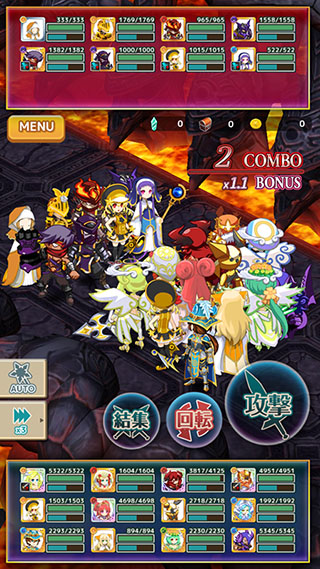 333/333 1769/1769 965/965 1558/1558
1382/1382 1000/1000 1015/1015 522/522
MENU 0 0 0
2 COMBO
x1.1 BONUS
AUTO
x3
結集 回転 攻撃
5322/5322 1604/1604 3817/4125 4951/4951
1503/1503 4698/4698 2718/2718 1992/1992
2293/2293 894/894 2230/2230 5345/5345